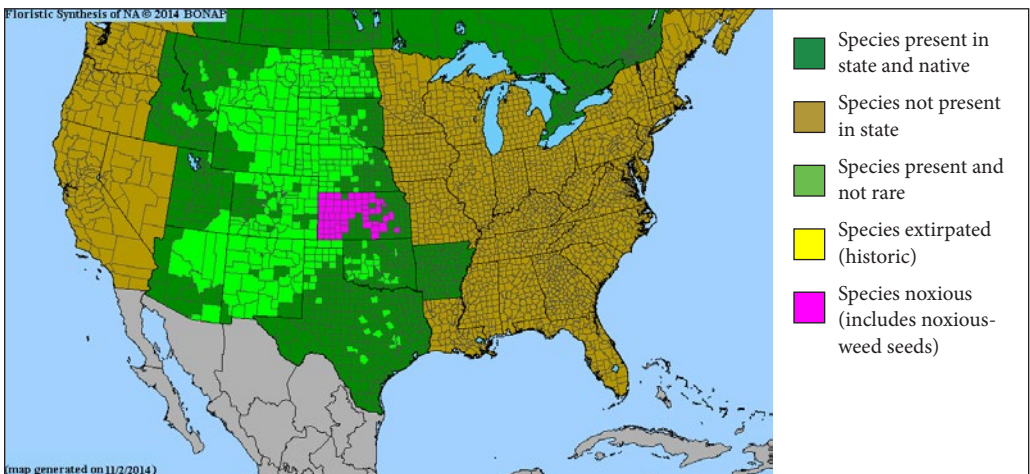 Floristic Synthesis of NA © 2014 BONAP
Species present in
state and native
Species not present
in state
Species present and
not rare
Species extirpated
(historic)
Species noxious
(includes noxious-
weed seeds)
(map generated on 11/2/2014)